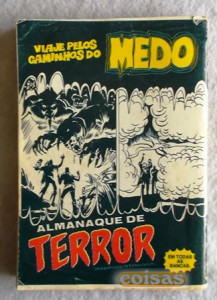 VIAJE PELOS
CAMINHOS DO
MEDO
ALMANAQUE DE
TERROR
EM TODAS
AS
BANCAS
coisas